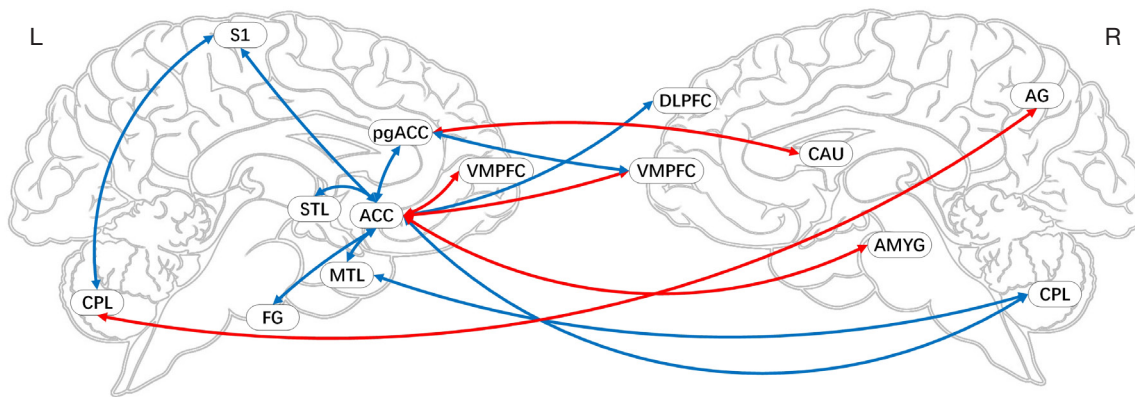 L
R
S1
pgACC
VMPFC
STL
ACC
MTL
CPL
FG
DLPFC
AG
CAU
VMPFC
AMYG
CPL